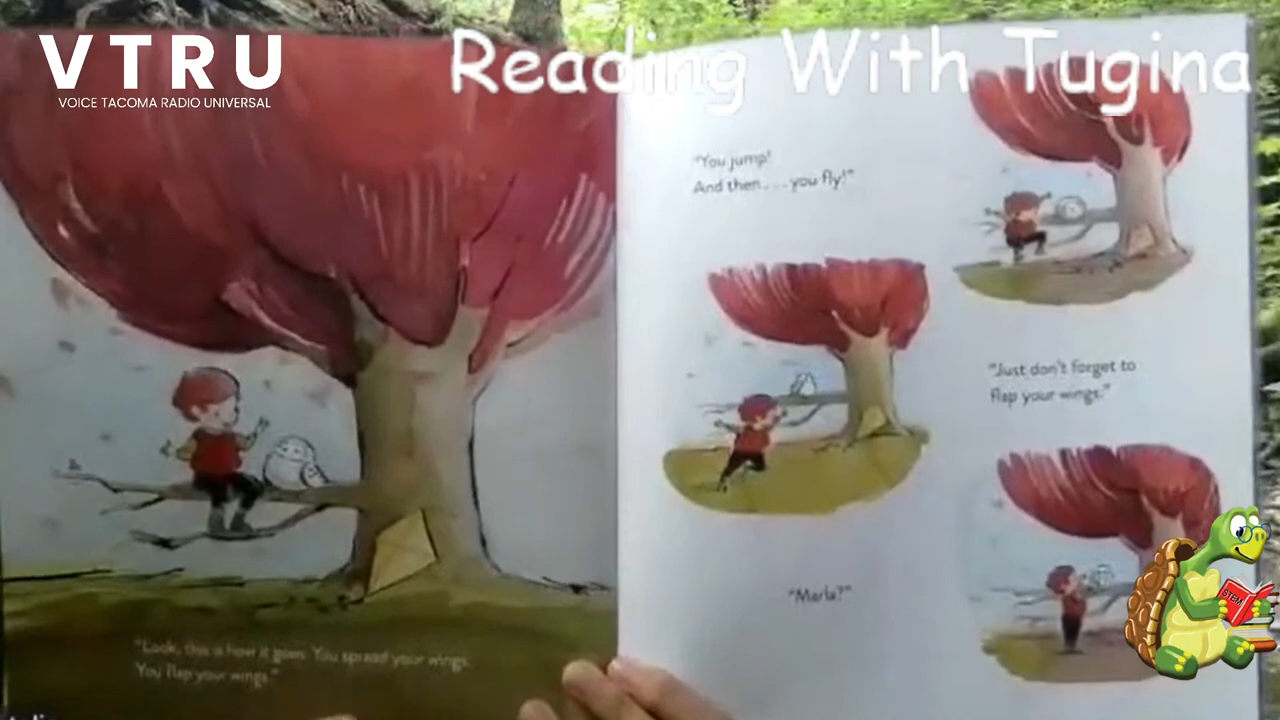 VTRU
VOICE TACOMA RADIO UNIVERSAL
Reading With Tugina
"You jump!
And then . . . you fly!"
"Just don't forget to
flap your wings."
"Marla?"
"Look, this is how it goes. You spread your wings.
You flap your wings."
STEM